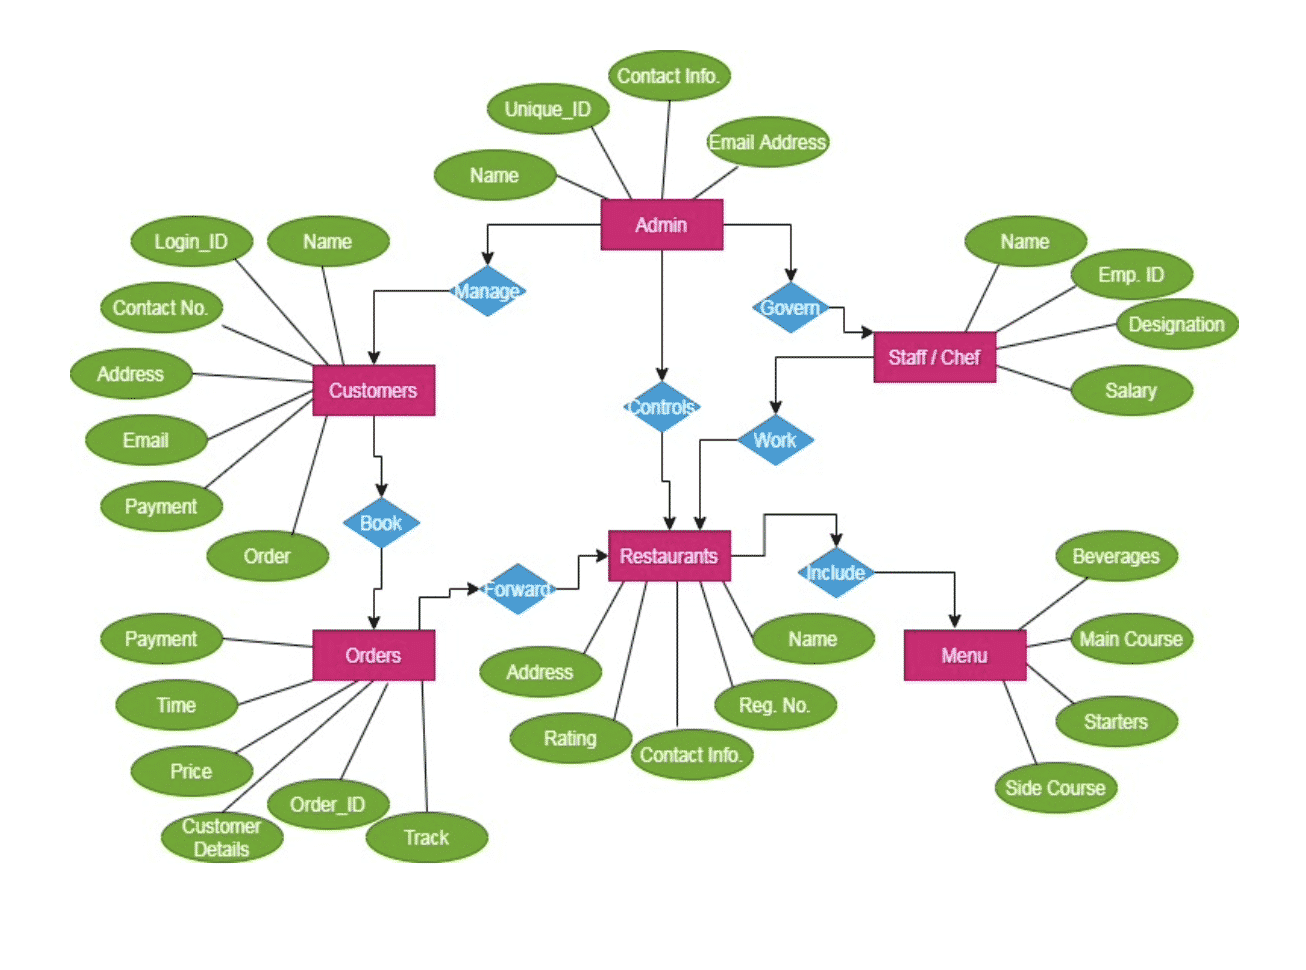 Contact Info.
Unique_ID
Email Address
Name
Admin
Login_ID
Name
Name
Emp. ID
Manage
Contact No.
Govern
Designation
Staff / Chef
Address
Customers
Salary
Controls
Email
Work
Payment
Book
Order
Restaurants
Beverages
Include
Forward
Payment
Name
Main Course
Orders
Menu
Address
Time
Reg. No.
Starters
Rating
Contact Info.
Price
Side Course
Order_ID
Customer
Details
Track